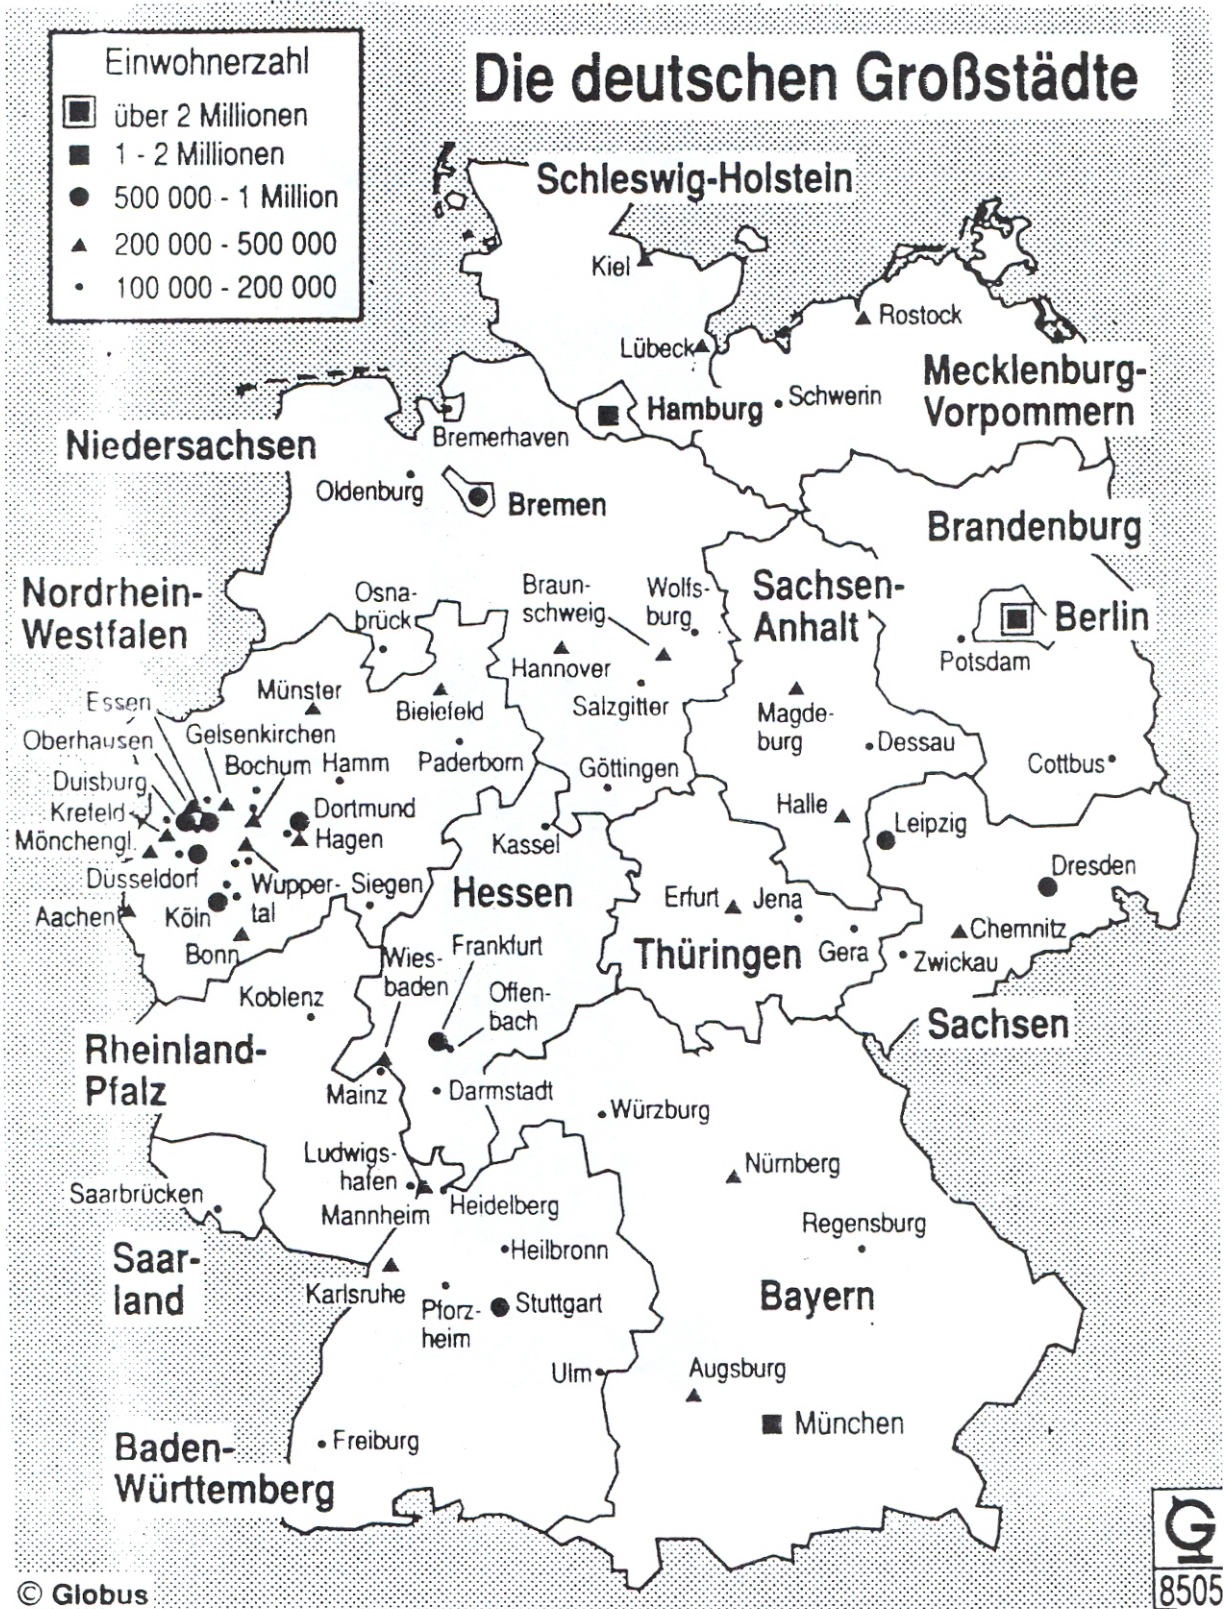 Einwohnerzahl
über 2 Millionen
1 - 2 Millionen
500 000 - 1 Million
200 000 - 500 000
100 000 - 200 000
Die deutschen Großstädte
Schleswig-Holstein
Kiel
Rostock
Lübeck
Mecklenburg-
Vorpommern
Schwerin
Hamburg
Bremerhaven
Niedersachsen
Oldenburg
Bremen
Brandenburg
Nordrhein-
Westfalen
Osna-
brück
Braun-
schweig
Wolfs-
burg
Sachsen-
Anhalt
Berlin
Potsdam
Hannover
Salzgitter
Münster
Bielefeld
Magde-
burg
Dessau
Essen
Oberhausen
Gelsenkirchen
Bochum
Hamm
Paderborn
Göttingen
Cottbus
Duisburg
Krefeld
Mönchengl.
Dortmund
Hagen
Kassel
Halle
Leipzig
Dresden
Düsseldorf
Wupper-
tal
Siegen
Hessen
Erfurt
Jena
Aachen
Köln
Bonn
Thüringen
Gera
Chemnitz
Zwickau
Wies-
baden
Frankfurt
Offen-
bach
Koblenz
Sachsen
Rheinland-
Pfalz
Mainz
Darmstadt
Würzburg
Ludwigs-
hafen
Mannheim
Heidelberg
Nürnberg
Saarbrücken
Regensburg
Heilbronn
Saar-
land
Karlsruhe
Pforz-
heim
Stuttgart
Bayern
Ulm
Augsburg
München
Baden-
Württemberg
Freiburg
G
8505
© Globus